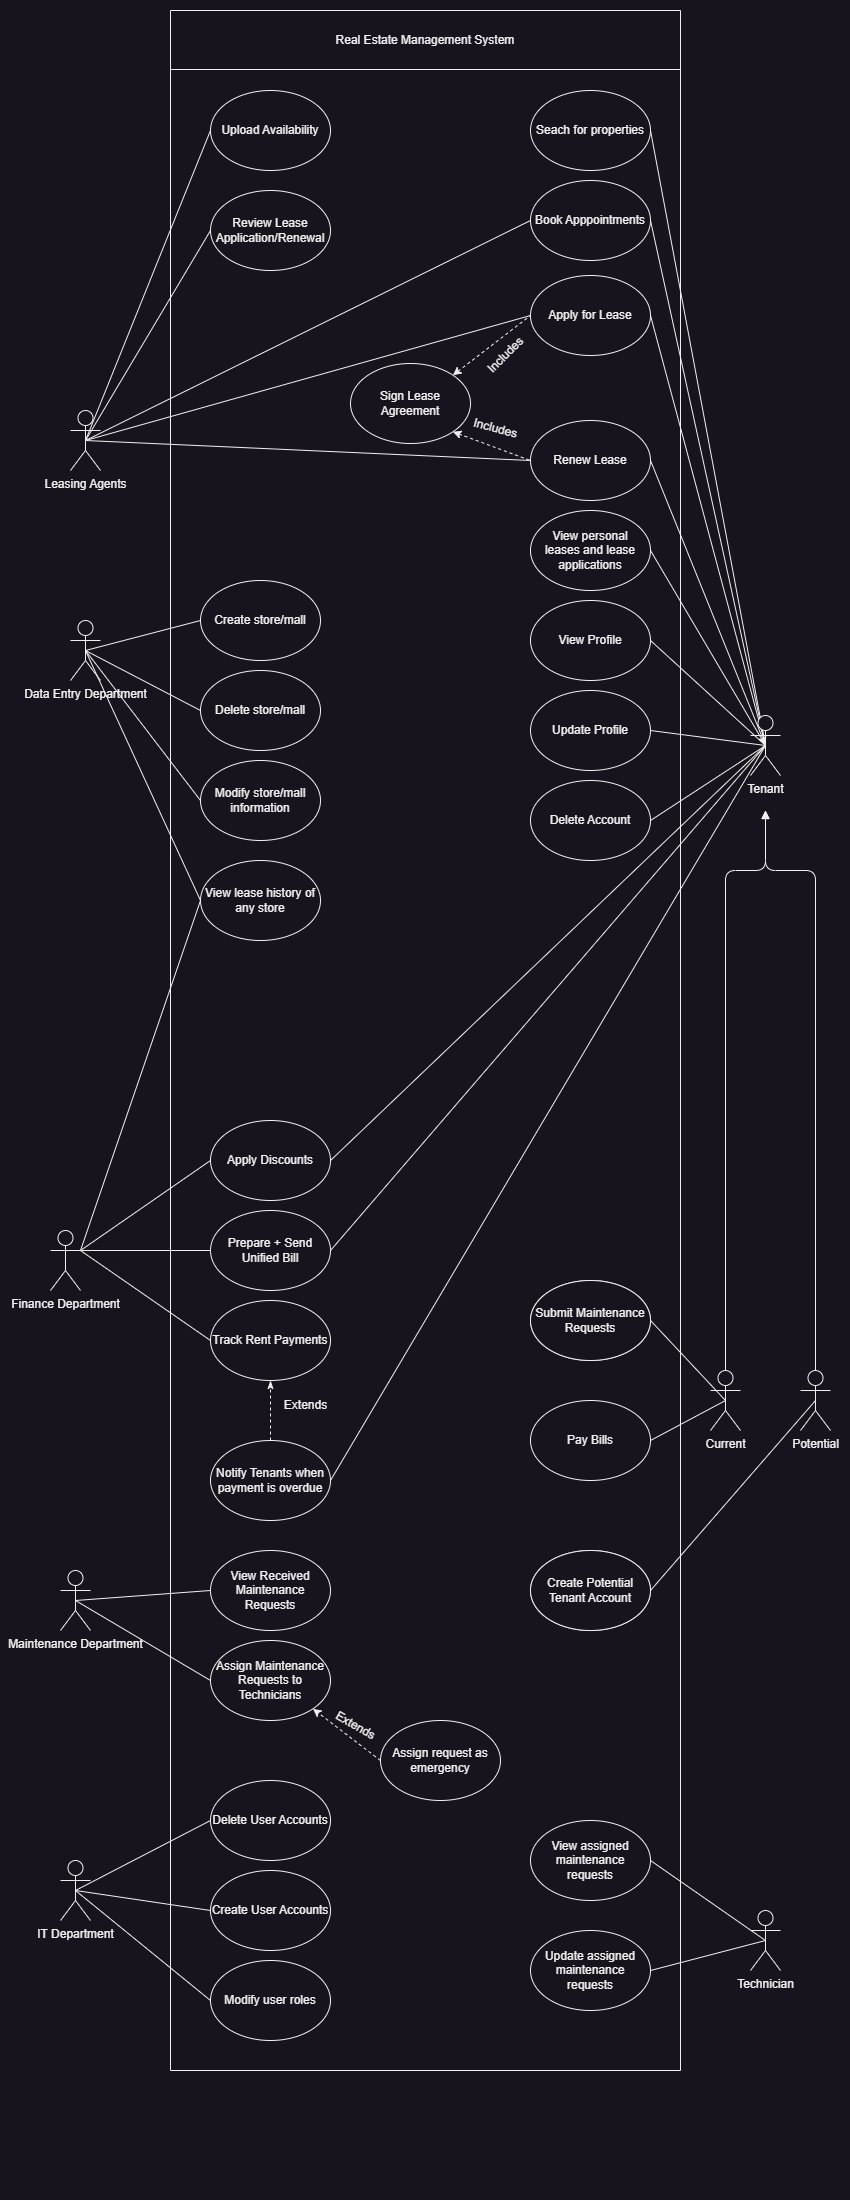 Real Estate Management System
Upload Availability
Seach for properties
Review Lease
Application/Renewal
Book Apppointments
Apply for Lease
Includes
Sign Lease
Agreement
Includes
Renew Lease
Leasing Agents
View personal
leases and lease
applications
Create store/mall
View Profile
Data Entry Department
Delete store/mall
Update Profile
Tenant
Modify store/mall
information
Delete Account
View lease history of
any store
Apply Discounts
Prepare + Send
Unified Bill
Finance Department
Submit Maintenance
Requests
Track Rent Payments
Extends
Pay Bills
Current
Potential
Notify Tenants when
payment is overdue
View Received
Maintenance
Requests
Create Potential
Tenant Account
Maintenance Department
Assign Maintenance
Requests to
Technicians
Extends
Assign request as
emergency
Delete User Accounts
View assigned
maintenance
requests
Create User Accounts
IT Department
Update assigned
maintenance
requests
Technician
Modify user roles